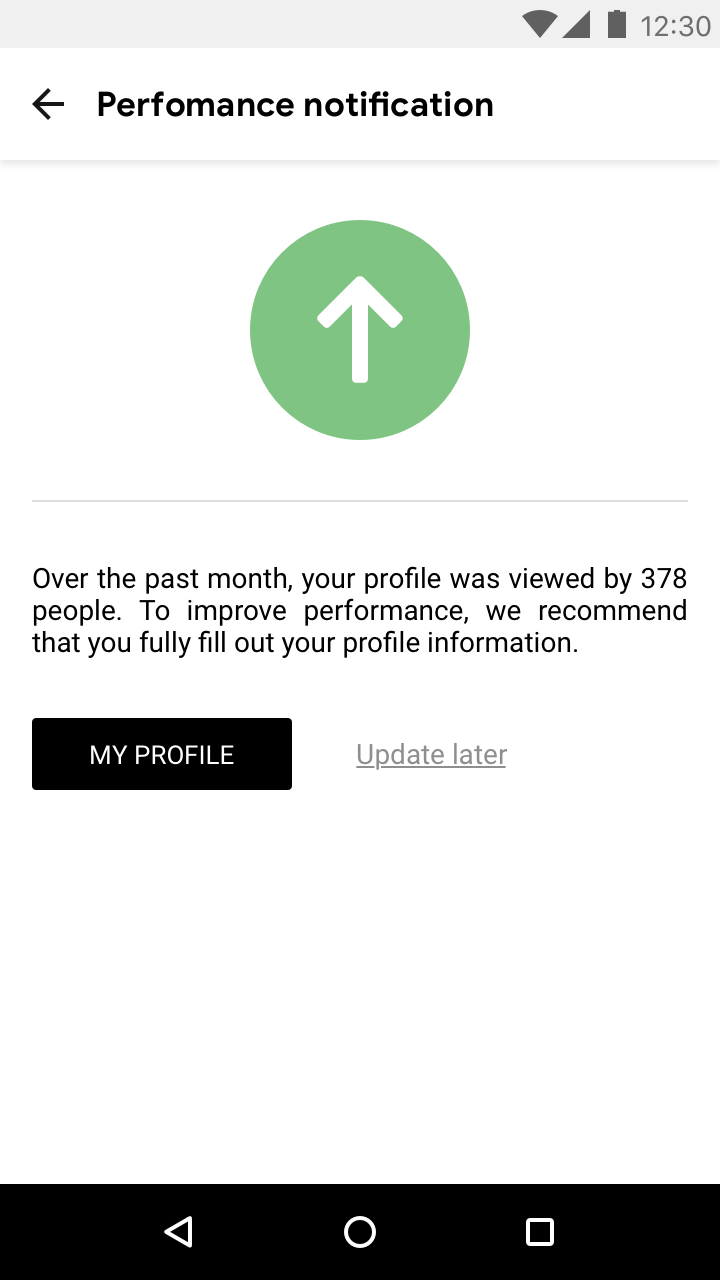 12:30
Perfomance notification
Over the past month, your profile was viewed by 378
people. To improve performance, we recommend
that you fully fill out your profile information.
MY PROFILE
Update later